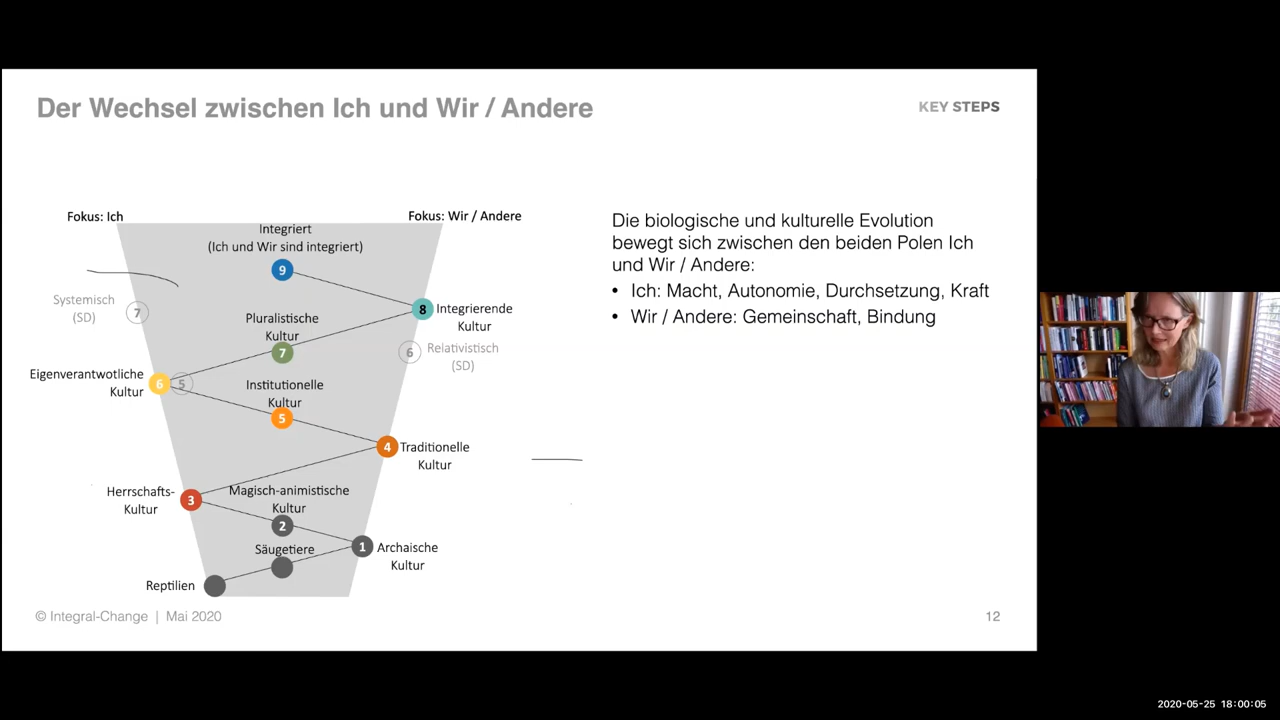 Der Wechsel zwischen Ich und Wir / Andere
KEY STEPS
Fokus: Ich
Fokus: Wir / Andere
Integriert
(Ich und Wir sind integriert)
9
Systemisch
(SD)
7
8
Integrierende
Kultur
Pluralistische
Kultur
7
6
Relativistisch
(SD)
Eigenverantwotliche
Kultur
6
5
Institutionelle
Kultur
5
4
Traditionelle
Kultur
Herrschafts-
Kultur
3
Magisch-animistische
Kultur
2
Säugetiere
1
Archaische
Kultur
Reptilien
Die biologische und kulturelle Evolution
bewegt sich zwischen den beiden Polen Ich
und Wir / Andere:
• Ich: Macht, Autonomie, Durchsetzung, Kraft
• Wir / Andere: Gemeinschaft, Bindung
© Integral-Change | Mai 2020
12
2020-05-25 18:00:05